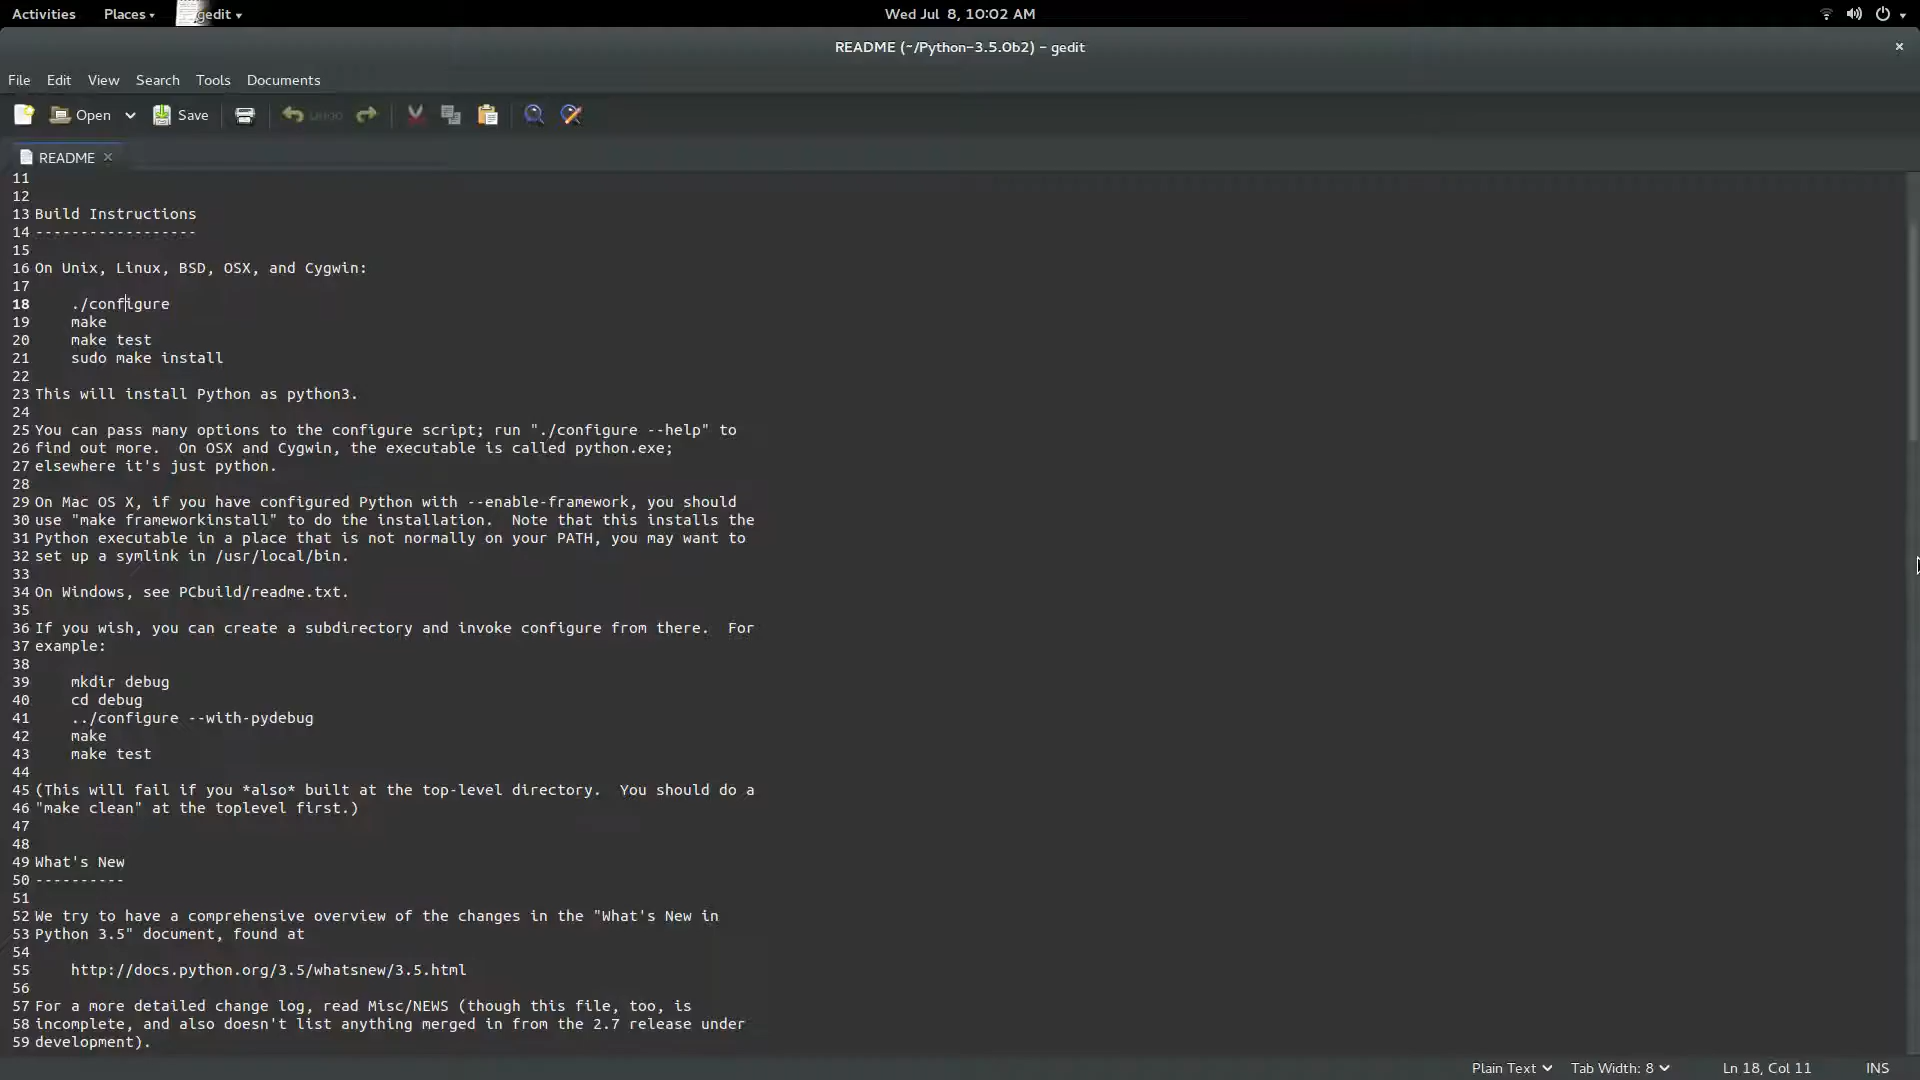 Activities Places gedit Wed Jul 8, 10:02 AM
README (~/Python-3.5.0b2) - gedit
File Edit View Search Tools Documents
Open Save Undo
README
11
12
13 Build Instructions
14 ------------------
15
16 On Unix, Linux, BSD, OSX, and Cygwin:
17
18 ./configure
19 make
20 make test
21 sudo make install
22
23 This will install Python as python3.
24
25 You can pass many options to the configure script; run "./configure --help" to
26 find out more.  On OSX and Cygwin, the executable is called python.exe;
27 elsewhere it's just python.
28
29 On Mac OS X, if you have configured Python with --enable-framework, you should
30 use "make frameworkinstall" to do the installation.  Note that this installs the
31 Python executable in a place that is not normally on your PATH, you may want to
32 set up a symlink in /usr/local/bin.
33
34 On Windows, see PCbuild/readme.txt.
35
36 If you wish, you can create a subdirectory and invoke configure from there.  For
37 example:
38
39 mkdir debug
40 cd debug
41 ../configure --with-pydebug
42 make
43 make test
44
45 (This will fail if you *also* built at the top-level directory.  You should do a
46 "make clean" at the toplevel first.)
47
48
49 What's New
50 ----------
51
52 We try to have a comprehensive overview of the changes in the "What's New in
53 Python 3.5" document, found at
54
55 http://docs.python.org/3.5/whatsnew/3.5.html
56
57 For a more detailed change log, read Misc/NEWS (though this file, too, is
58 incomplete, and also doesn't list anything merged in from the 2.7 release under
59 development).
Plain Text Tab Width: 8 Ln 18, Col 11 INS